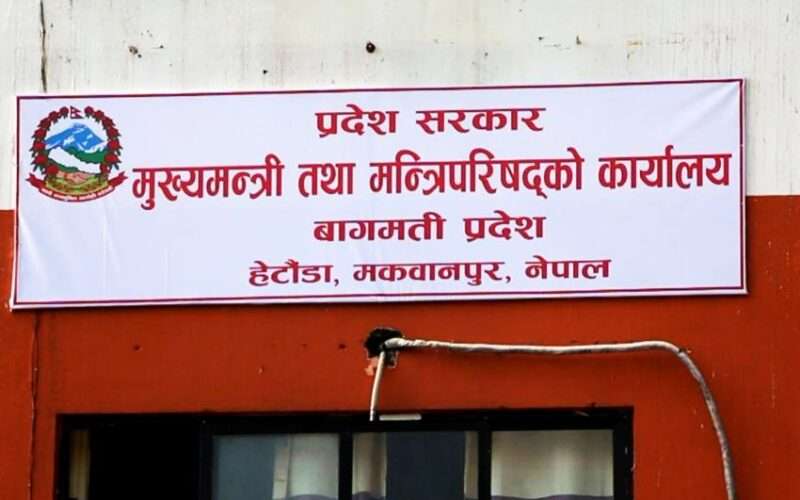 प्रदेश सरकार
मुख्यमन्त्री तथा मन्त्रिपरिषद्को कार्यालय
बागमती प्रदेश
हेटौंडा, मकवानपुर, नेपाल